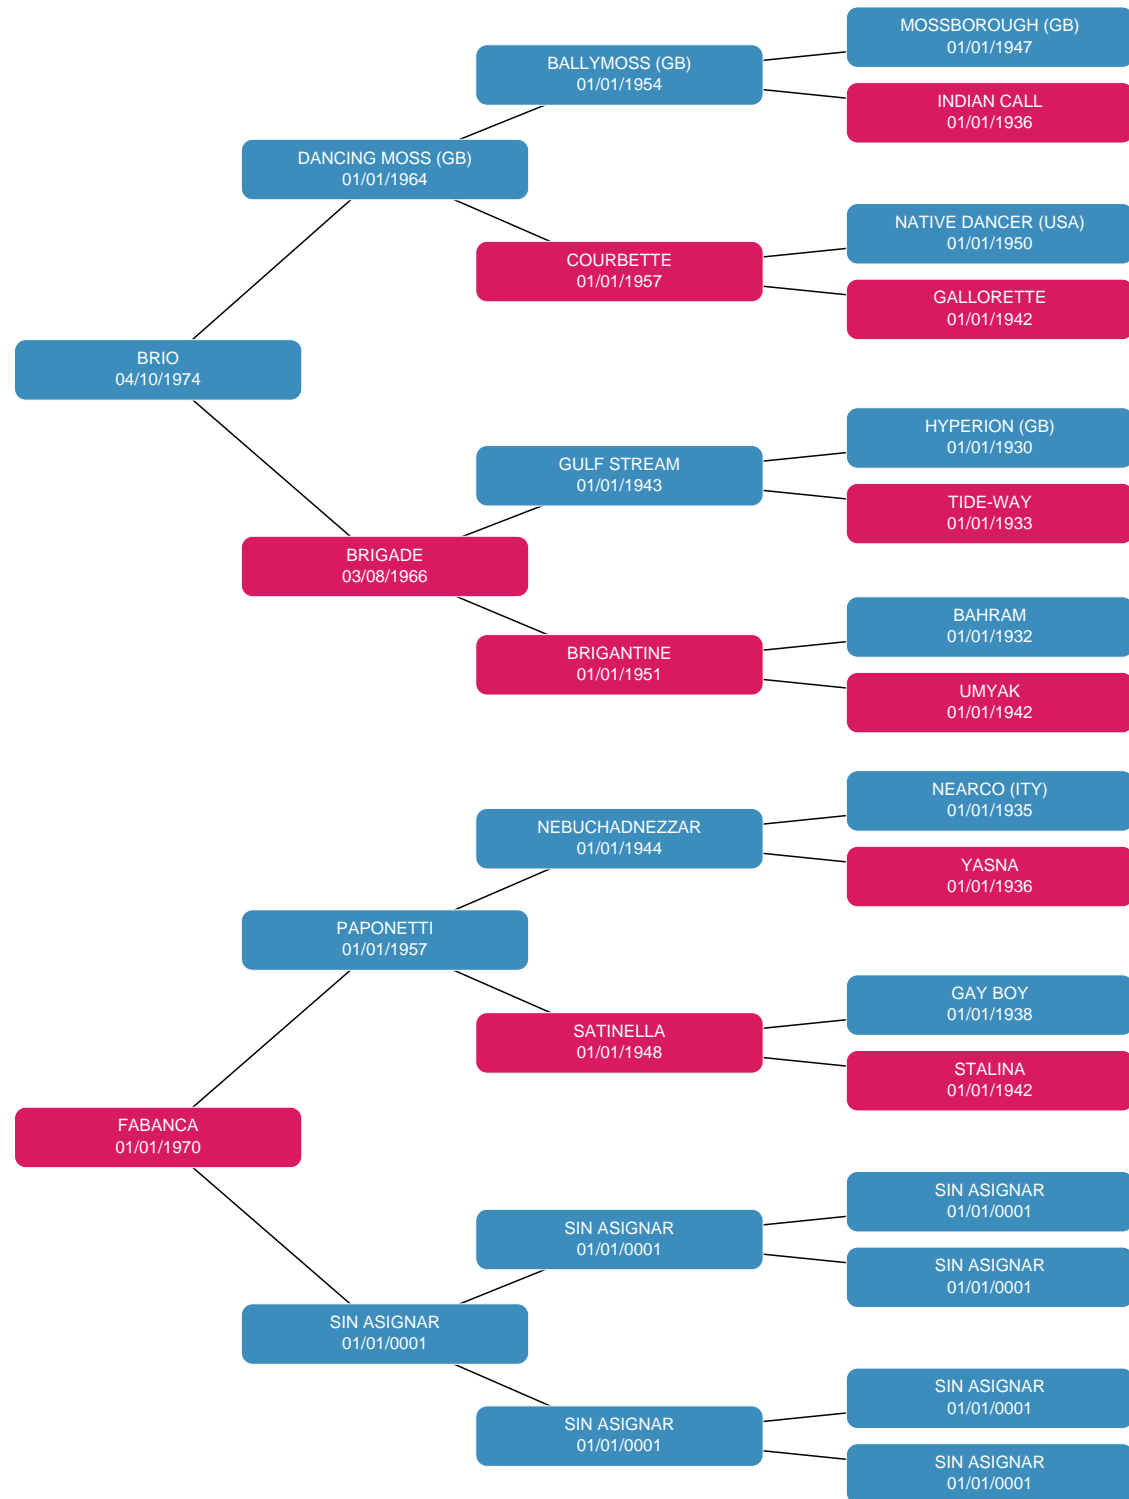 MOSSBOROUGH (GB)
01/01/1947
BALLYMOSS (GB)
01/01/1954
INDIAN CALL
01/01/1936
DANCING MOSS (GB)
01/01/1964
NATIVE DANCER (USA)
01/01/1950
COURBETTE
01/01/1957
GALLORETTE
01/01/1942
BRIO
04/10/1974
HYPERION (GB)
01/01/1930
GULF STREAM
01/01/1943
TIDE-WAY
01/01/1933
BRIGADE
03/08/1966
BAHRAM
01/01/1932
BRIGANTINE
01/01/1951
UMYAK
01/01/1942
NEARCO (ITY)
01/01/1935
NEBUCHADNEZZAR
01/01/1944
YASNA
01/01/1936
PAPONETTI
01/01/1957
GAY BOY
01/01/1938
SATINELLA
01/01/1948
STALINA
01/01/1942
FABANCA
01/01/1970
SIN ASIGNAR
01/01/0001
SIN ASIGNAR
01/01/0001
SIN ASIGNAR
01/01/0001
SIN ASIGNAR
01/01/0001
SIN ASIGNAR
01/01/0001
SIN ASIGNAR
01/01/0001
SIN ASIGNAR
01/01/0001